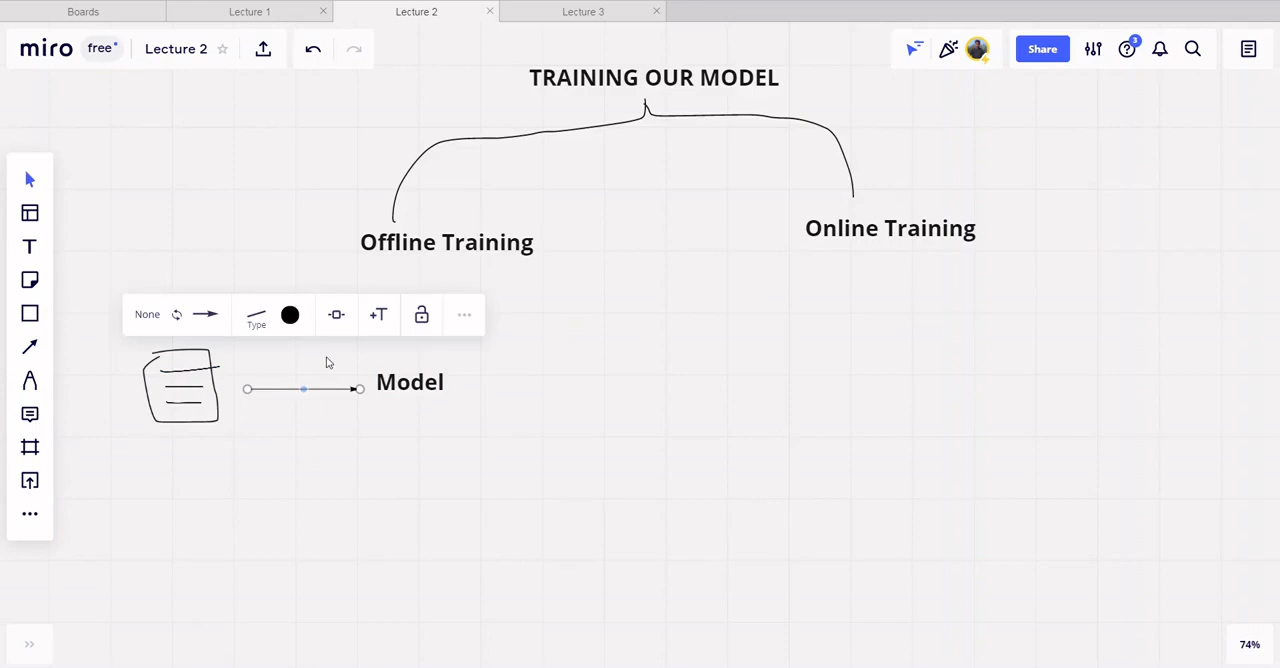 Boards
Lecture 1
Lecture 2
Lecture 3
miro
free
Lecture 2
Share
3
TRAINING OUR MODEL
Offline Training
Online Training
None
Type
+T
Model
T
74%